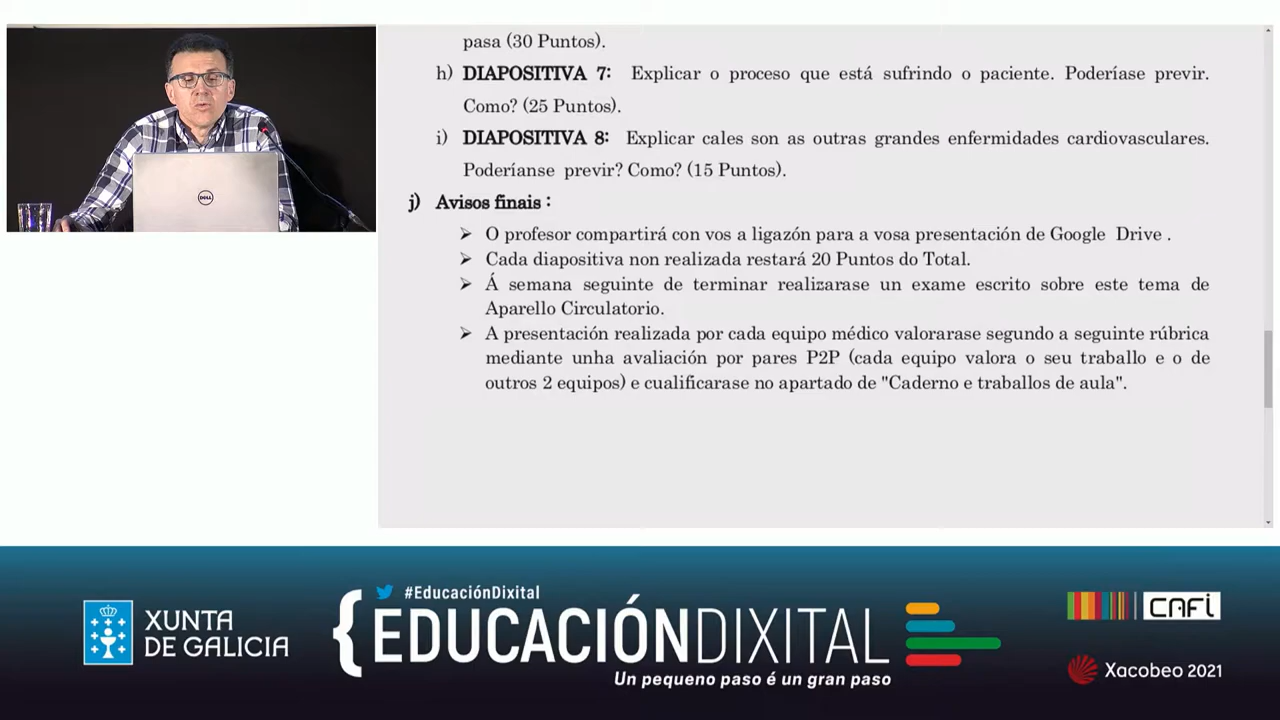 pasa (30 Puntos).
h) DIAPOSITIVA 7: Explicar o proceso que está sufrindo o paciente. Poderíase previr.
Como? (25 Puntos).
i) DIAPOSITIVA 8: Explicar cales son as outras grandes enfermidades cardiovasculares.
Poderíanse previr? Como? (15 Puntos).
j) Avisos finais :
➢ O profesor compartirá con vos a ligazón para a vosa presentación de Google Drive .
➢ Cada diapositiva non realizada restará 20 Puntos do Total.
➢ Á semana seguinte de terminar realizarase un exame escrito sobre este tema de
Aparello Circulatorio.
➢ A presentación realizada por cada equipo médico valorarase segundo a seguinte rúbrica
mediante unha avaliación por pares P2P (cada equipo valora o seu traballo e o de
outros 2 equipos) e cualificarase no apartado de "Caderno e traballos de aula".
DELL
XUNTA
DE GALICIA
#EducaciónDixital
{EDUCACIÓNDIXITAL
Un pequeno paso é un gran paso
CAFi
Xacobeo 2021